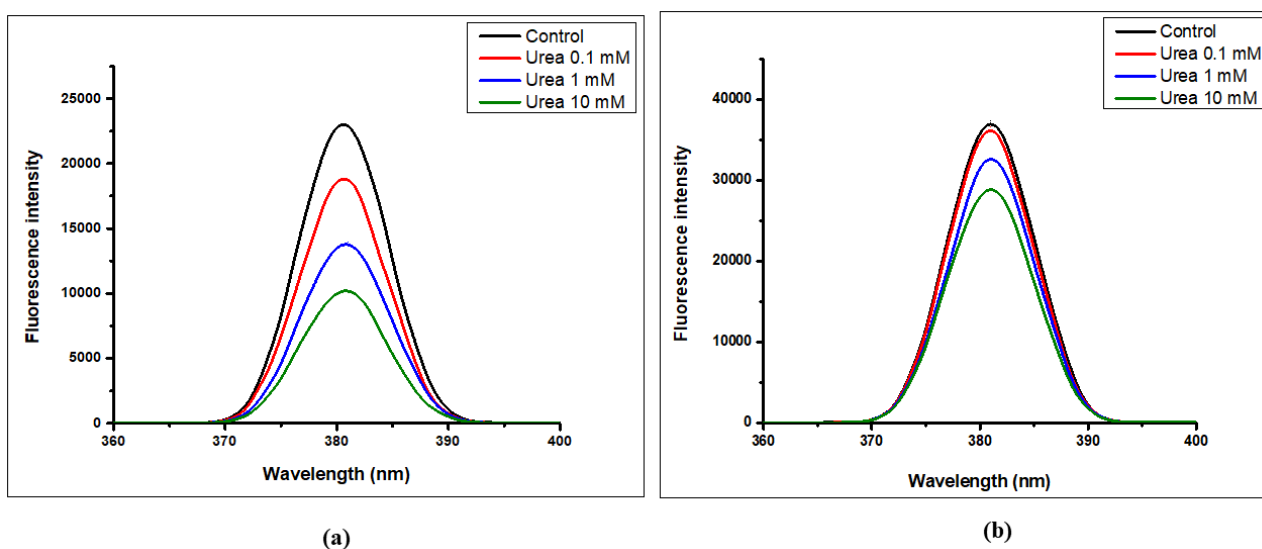 Control
Urea 0.1 mM
Urea 1 mM
Urea 10 mM
25000
20000
15000
10000
5000
0
Fluorescence intensity
360
370
380
390
400
Wavelength (nm)
(a)
Control
Urea 0.1 mM
Urea 1 mM
Urea 10 mM
40000
30000
20000
10000
0
Fluorescence intensity
360
370
380
390
400
Wavelength (nm)
(b)